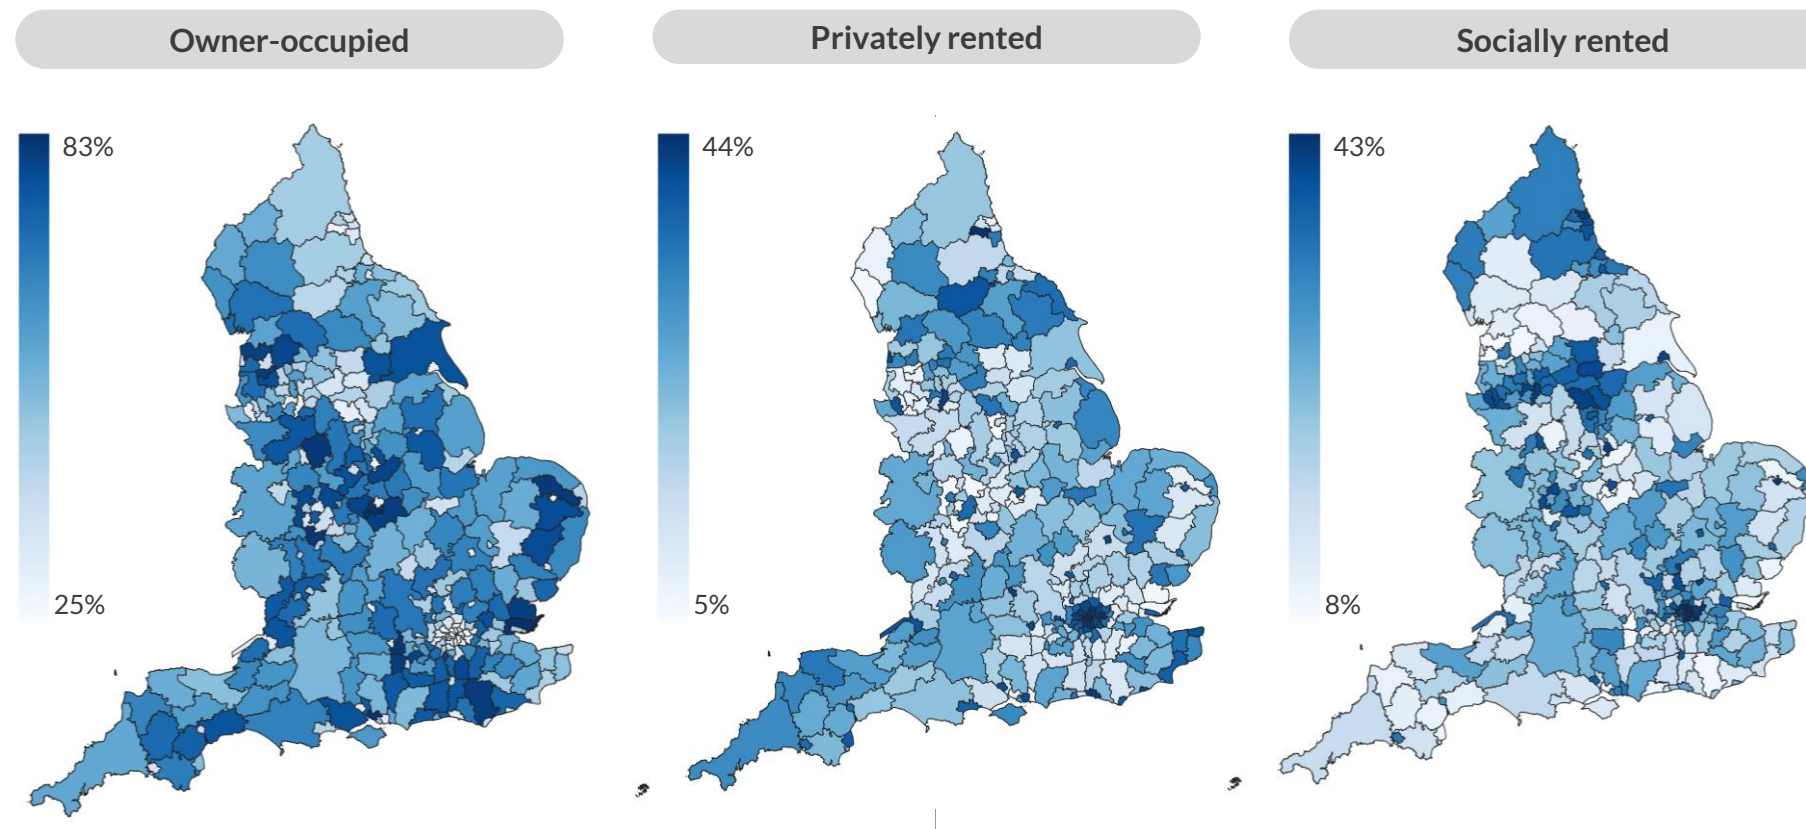 Owner-occupied
Privately rented
Socially rented
83%
44%
43%
25%
5%
8%